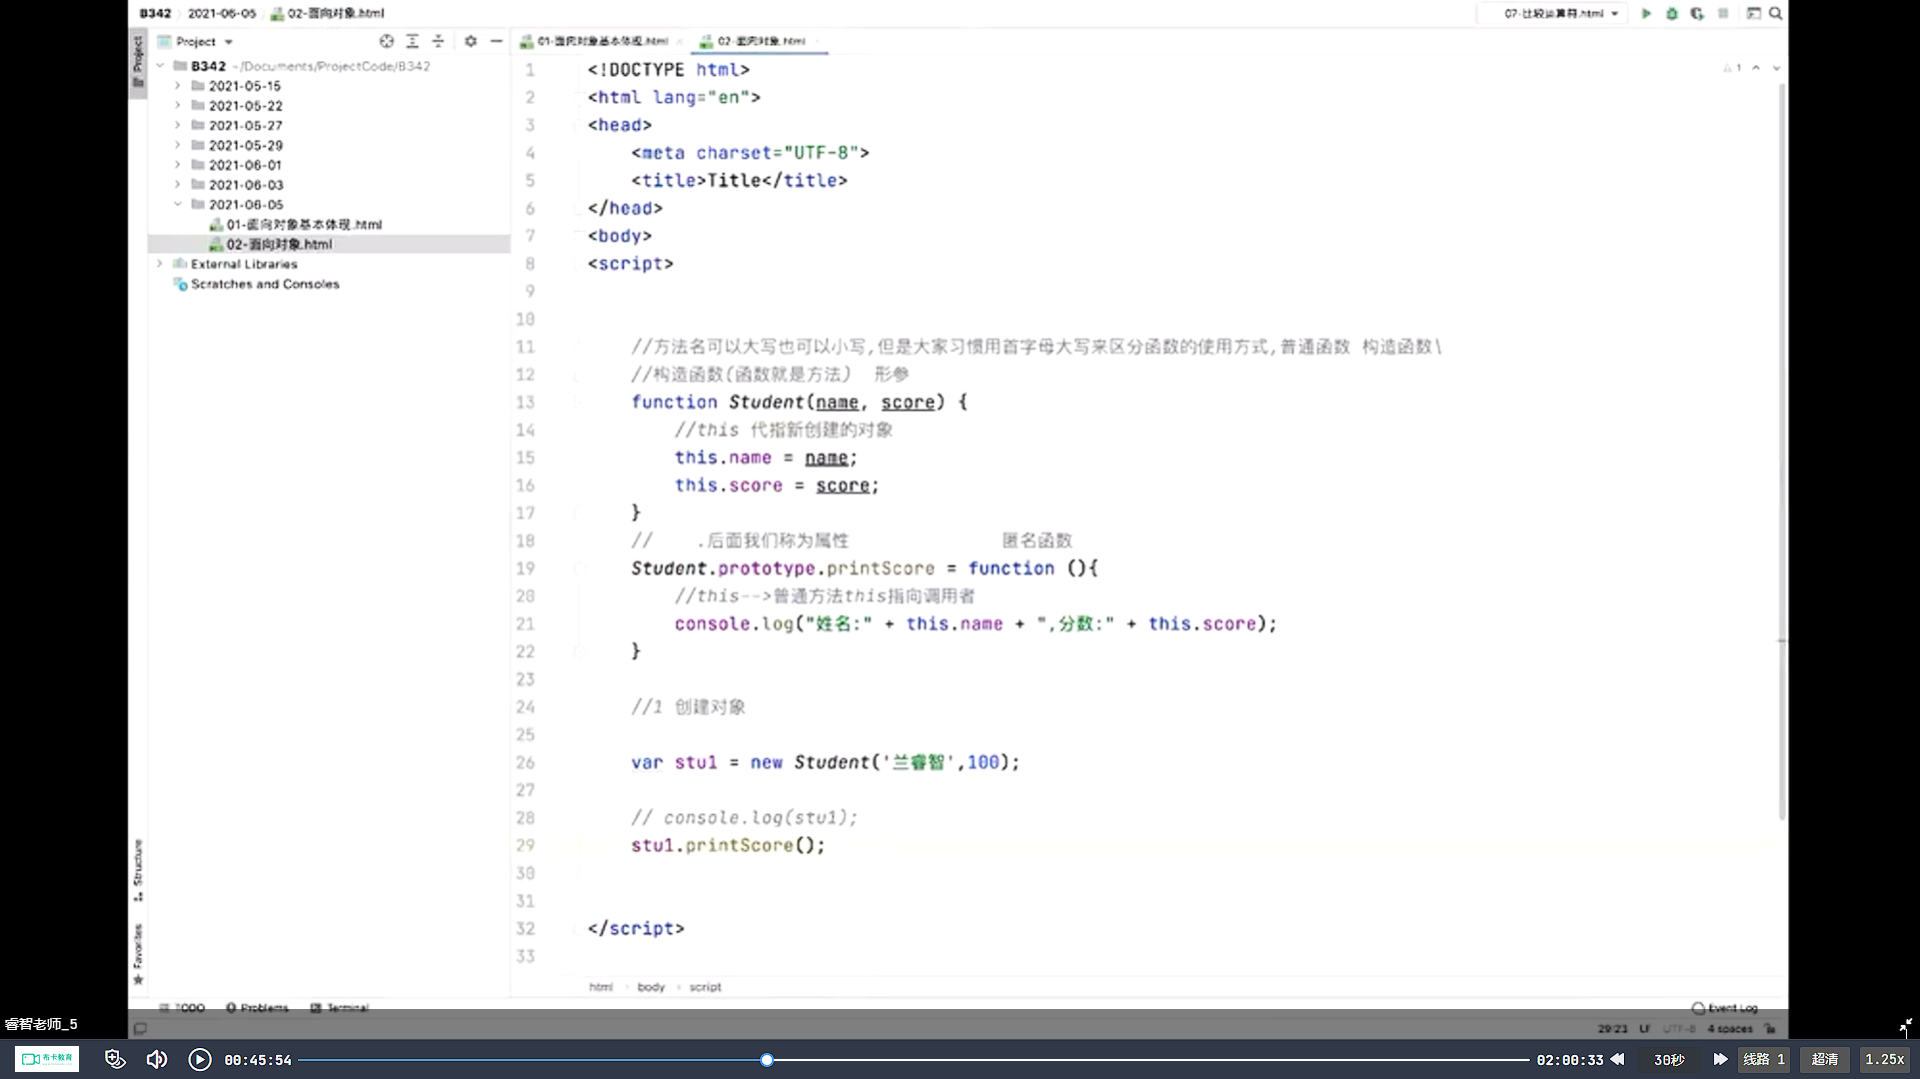 B342 2021-06-05 02-面向对象.html
07-比较运算符.html
Project
Project
01-面向对象基本体现.html
02-面向对象.html
B342 ~/Documents/ProjectCode/B342
2021-05-15
2021-05-22
2021-05-27
2021-05-29
2021-06-01
2021-06-03
2021-06-05
01-面向对象基本体现.html
02-面向对象.html
External Libraries
Scratches and Consoles
1
1 <!DOCTYPE html>
2 <html lang="en">
3 <head>
4 <meta charset="UTF-8">
5 <title>Title</title>
6 </head>
7 <body>
8 <script>
9
10
11 //方法名可以大写也可以小写,但是大家习惯用首字母大写来区分函数的使用方式,普通函数 构造函数\
12 //构造函数(函数就是方法) 形参
13 function Student(name, score) {
14 //this 代指新创建的对象
15 this.name = name;
16 this.score = score;
17 }
18 // .后面我们称为属性 匿名函数
19 Student.prototype.printScore = function (){
20 //this-->普通方法this指向调用者
21 console.log("姓名:" + this.name + ",分数:" + this.score);
22 }
23
24 //1 创建对象
25
26 var stu1 = new Student('兰睿智',100);
27
28 // console.log(stu1);
29 stu1.printScore();
30
31
32 </script>
33
html body script
Structure
Favorites
TODO Problems Terminal
Event Log
29:21 LF UTF-8 4 spaces
睿智老师_5
布卡教育
00:45:54
02:00:33
30秒
线路 1
超清
1.25x